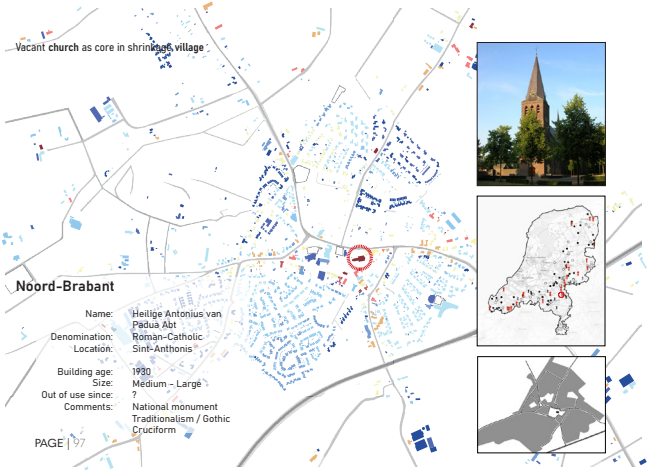 Vacant church as core in shrinkage village
Noord-Brabant
Name: Heilige Antonius van
Padua Abt
Denomination: Roman-Catholic
Location: Sint-Anthonis
Building age: 1930
Size: Medium – Large
Out of use since: ?
Comments: National monument
Traditionalism / Gothic
Cruciform
PAGE | 97